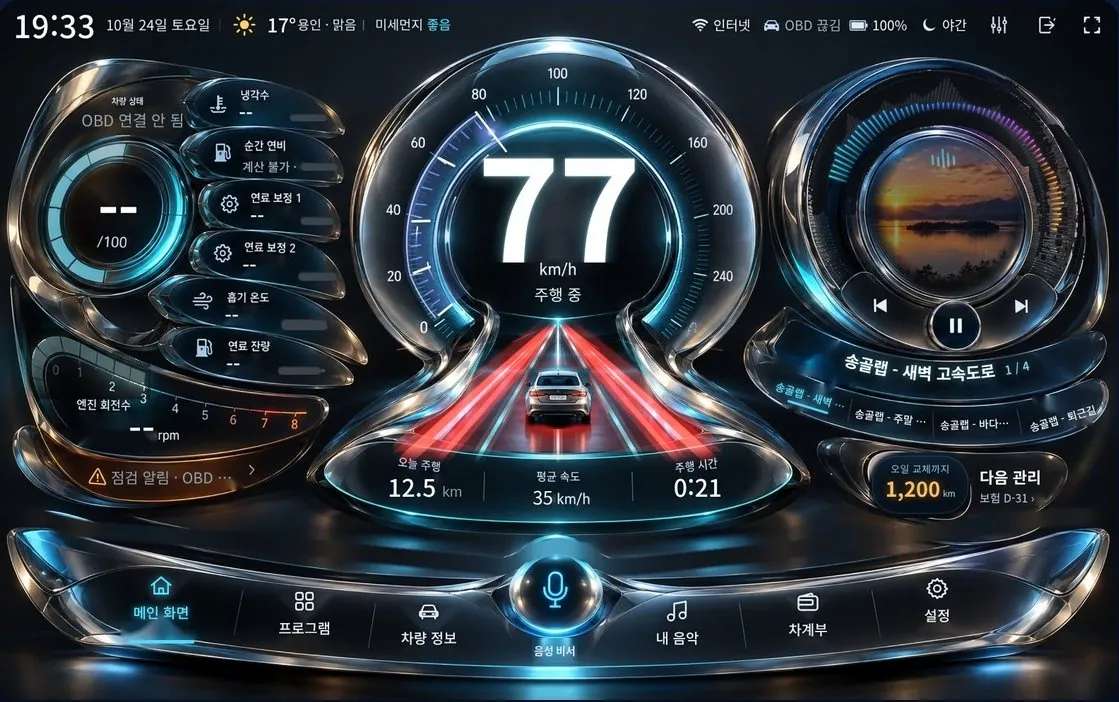 19:33 10월 24일 토요일 17° 용인 · 맑음 미세먼지 좋음 인터넷 OBD 끊김 100% 야간
차량 상태
OBD 연결 안 됨
--
/100
냉각수
--
순간 연비
계산 불가 ·
연료 보정 1
--
연료 보정 2
--
흡기 온도
--
연료 잔량
--
0 1 2 3 4 5 6 7 8
엔진 회전수
-- rpm
점검 알림 · OBD ···
0 20 40 60 80 100 120 160 200 240
77
km/h
주행 중
오늘 주행
12.5 km
평균 속도
35 km/h
주행 시간
0:21
송골랩 - 새벽 고속도로 1/4
송골랩 - 새벽 ··· 송골랩 - 주말 ··· 송골랩 - 바다··· 송골랩 - 퇴근길
오일 교체까지
1,200 km
다음 관리
보험 D-31 ›
메인 화면
프로그램
차량 정보
음성 비서
내 음악
차계부
설정